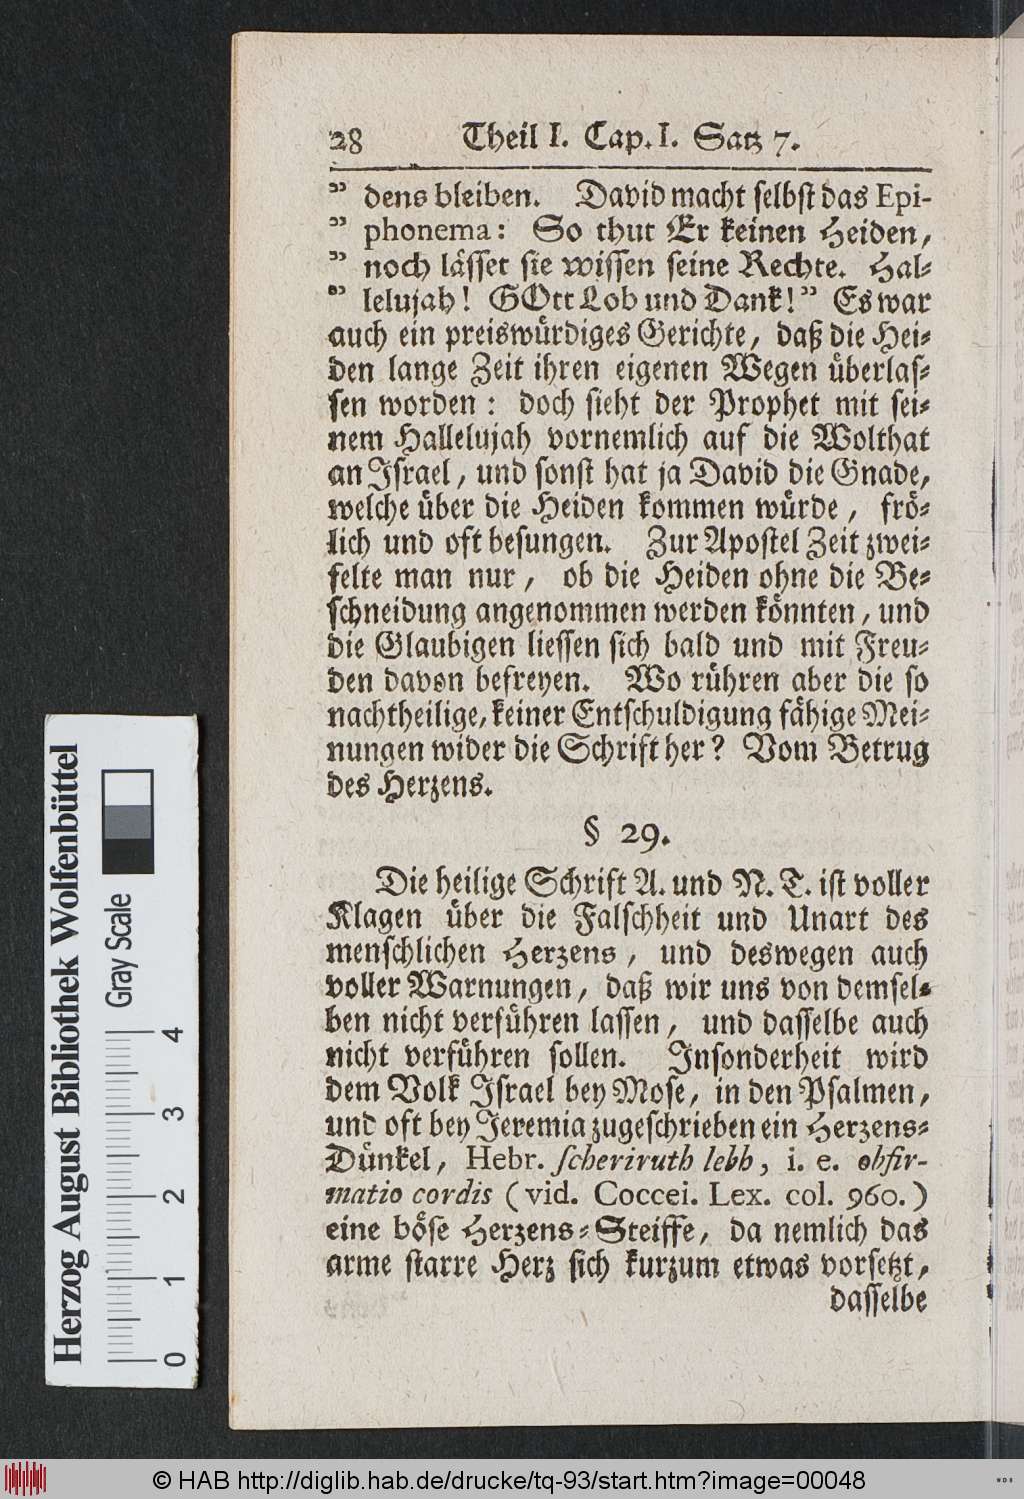 28 Theil I. Cap. I. Satz 7.
” dens bleiben. David macht selbst das Epi-
” phonema: So thut Er keinen Heiden,
” noch lässet sie wissen seine Rechte. Hal-
” lelujah! GOtt Lob und Dank!” Es war
auch ein preiswürdiges Gerichte, daß die Hei-
den lange Zeit ihren eigenen Wegen überlas-
sen worden: doch sieht der Prophet mit sei-
nem Hallelujah vornemlich auf die Wolthat
an Israel, und sonst hat ja David die Gnade,
welche über die Heiden kommen würde, frö-
lich und oft besungen. Zur Apostel Zeit zwei-
felte man nur, ob die Heiden ohne die Be-
schneidung angenommen werden könnten, und
die Glaubigen liessen sich bald und mit Freu-
den davon befreyen. Wo rühren aber die so
nachtheilige, keiner Entschuldigung fähige Mei-
nungen wider die Schrift her? Vom Betrug
des Herzens.
§ 29.
Die heilige Schrift A. und N. T. ist voller
Klagen über die Falschheit und Unart des
menschlichen Herzens, und deswegen auch
voller Warnungen, daß wir uns von demsel-
ben nicht verführen lassen, und dasselbe auch
nicht verführen sollen. Insonderheit wird
dem Volk Israel bey Mose, in den Psalmen,
und oft bey Jeremia zugeschrieben ein Herzens-
Dünkel, Hebr. scheriruth lebh, i. e. obfir-
matio cordis (vid. Coccei. Lex. col. 960.)
eine böse Herzens-Steiffe, da nemlich das
arme starre Herz sich kurzum etwas vorsetzt,
dasselbe
Herzog August Bibliothek Wolfenbüttel
Gray Scale
0 1 2 3 4
© HAB http://diglib.hab.de/drucke/tq-93/start.htm?image=00048